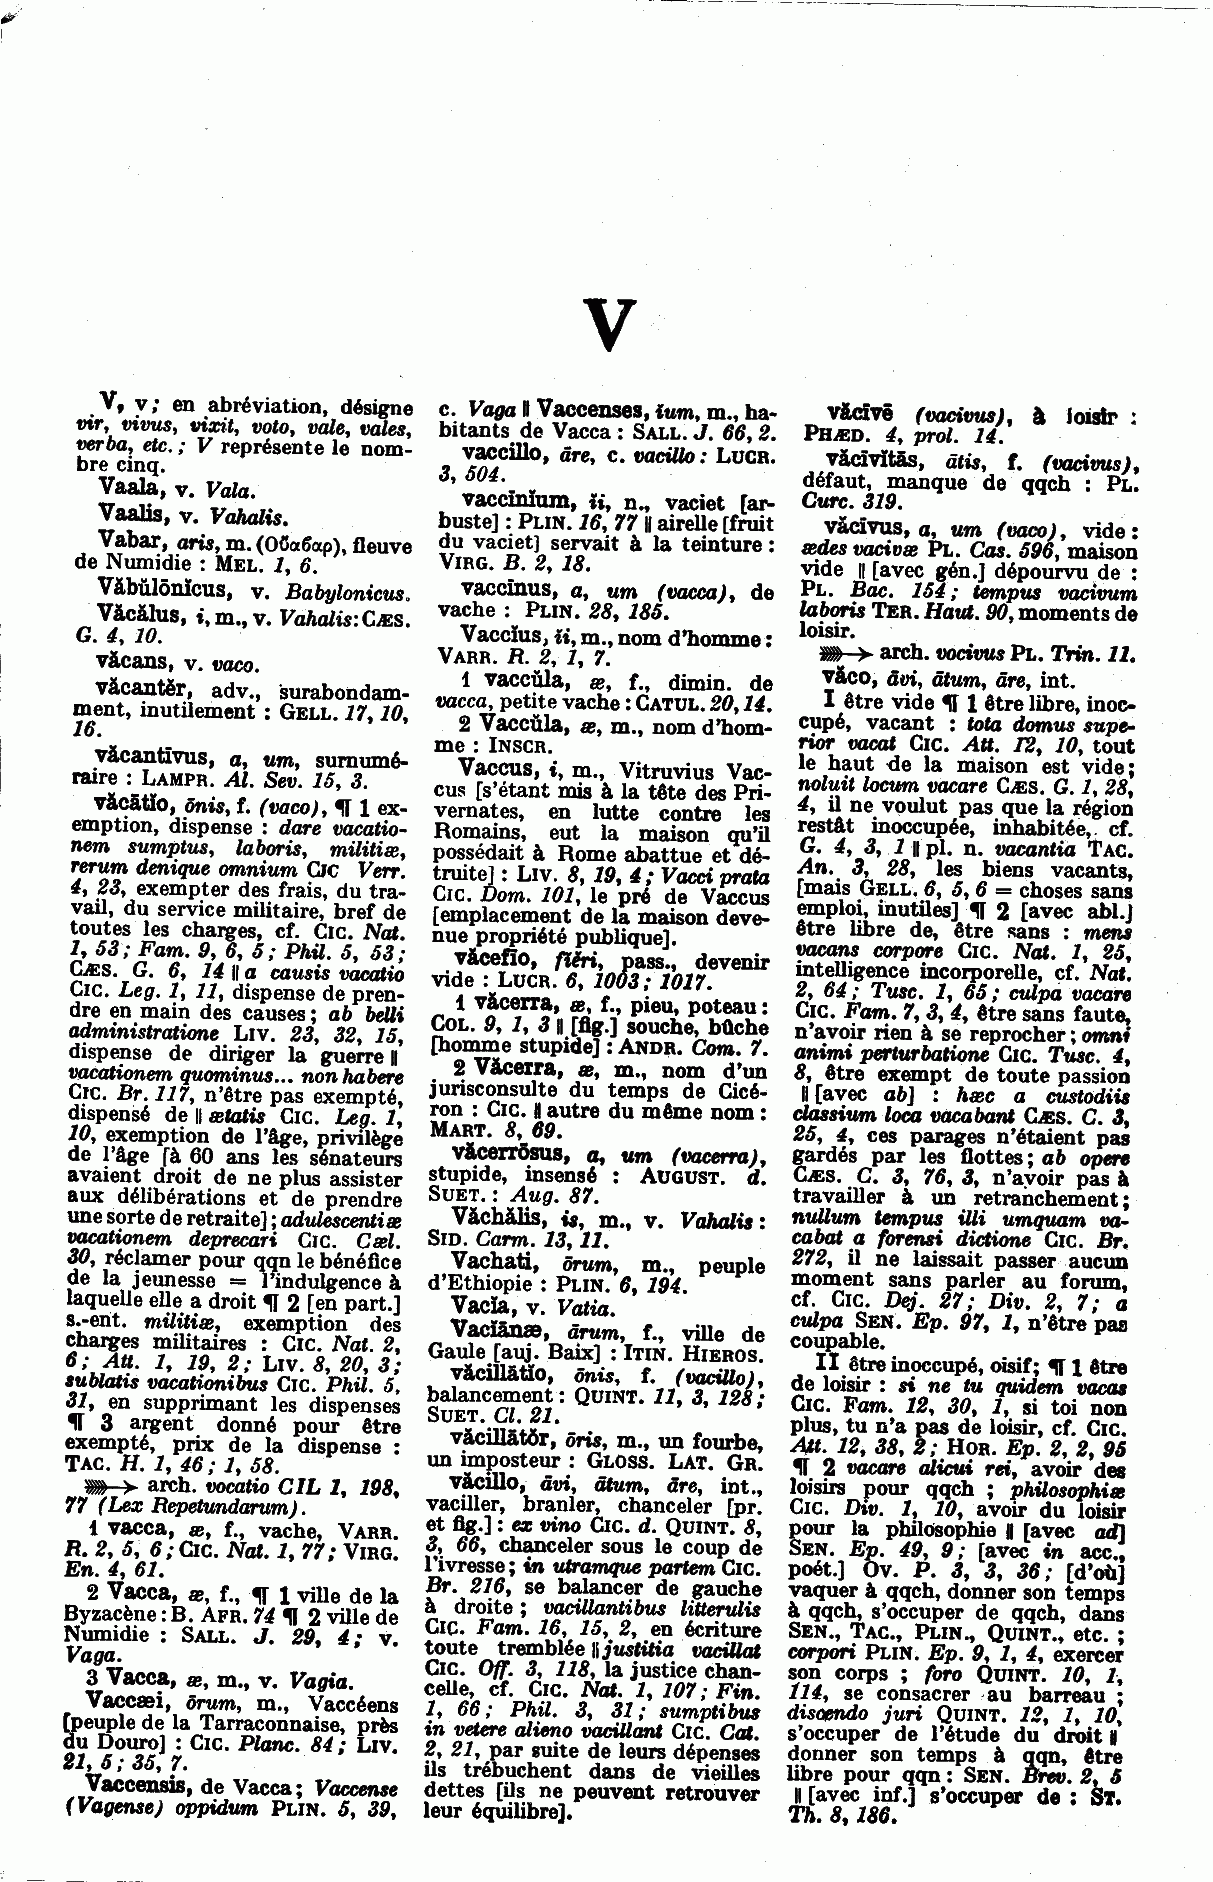 V
V, v; en abréviation, désigne
vir, vivus, vixit, voto, vale, vales,
verba, etc.; V représente le nom-
bre cinq.
Vaala, v. Vala.
Vaalis, v. Vahalis.
Vabar, aris, m. (Οὔαϐαρ), fleuve
de Numidie : MEL. 1, 6.
Văbŭlōnĭcus, v. Babylonicus.
Văcălus, i, m., v. Vahalis: CÆS.
G. 4, 10.
văcans, v. vaco.
văcantĕr, adv., surabondam-
ment, inutilement : GELL. 17, 10,
16.
văcantīvus, a, um, surnumé-
raire : LAMPR. Al. Sev. 15, 3.
văcātĭo, ōnis, f. (vaco), ¶ 1 ex-
emption, dispense : dare vacatio-
nem sumptus, laboris, militiæ,
rerum denique omnium CIC Verr.
4, 23, exempter des frais, du tra-
vail, du service militaire, bref de
toutes les charges, cf. CIC. Nat.
1, 53; Fam. 9, 6, 5; Phil. 5, 53;
CÆS. G. 6, 14 || a causis vacatio
CIC. Leg. 1, 11, dispense de pren-
dre en main des causes; ab belli
administratione LIV. 23, 32, 15,
dispense de diriger la guerre ||
vacationem quominus... non habere
CIC. Br. 117, n'être pas exempté,
dispensé de || ætatis CIC. Leg. 1,
10, exemption de l'âge, privilège
de l'âge [à 60 ans les sénateurs
avaient droit de ne plus assister
aux délibérations et de prendre
une sorte de retraite]; adulescentiæ
vacationem deprecari CIC. Cæl.
30, réclamer pour qqn le bénéfice
de la jeunesse = l'indulgence à
laquelle elle a droit ¶ 2 [en part.]
s.-ent. militiæ, exemption des
charges militaires : CIC. Nat. 2,
6; Att. 1, 19, 2; LIV. 8, 20, 3;
sublatis vacationibus CIC. Phil. 5,
31, en supprimant les dispenses
¶ 3 argent donné pour être
exempté, prix de la dispense :
TAC. H. 1, 46; 1, 58.
⟶ arch. vocatio CIL 1, 198,
77 (Lex Repetundarum).
1 vacca, æ, f., vache, VARR.
R. 2, 5, 6; CIC. Nat. 1, 77; VIRG.
En. 4, 61.
2 Vacca, æ, f., ¶ 1 ville de la
Byzacène : B. AFR. 74 ¶ 2 ville de
Numidie : SALL. J. 29, 4; v.
Vaga.
3 Vacca, æ, m., v. Vagia.
Vaccæi, ōrum, m., Vaccéens
[peuple de la Tarraconnaise, près
du Douro] : CIC. Planc. 84; LIV.
21, 5; 35, 7.
Vaccensis, de Vacca; Vaccense
(Vagense) oppidum PLIN. 5, 39,
c. Vaga || Vaccenses, ĭum, m., ha-
bitants de Vacca : SALL. J. 66, 2.
vaccillo, āre, c. vacillo : LUCR.
3, 504.
vaccīnĭum, ĭi, n., vaciet [ar-
buste] : PLIN. 16, 77 || airelle [fruit
du vaciet] servait à la teinture :
VIRG. B. 2, 18.
vaccīnus, a, um (vacca), de
vache : PLIN. 28, 185.
Vaccĭus, ĭi, m., nom d'homme :
VARR. R. 2, 1, 7.
1 vaccŭla, æ, f., dimin. de
vacca, petite vache : CATUL. 20, 14.
2 Vaccŭla, æ, m., nom d'hom-
me : INSCR.
Vaccus, i, m., Vitruvius Vac-
cus [s'étant mis à la tête des Pri-
vernates, en lutte contre les
Romains, eut la maison qu'il
possédait à Rome abattue et dé-
truite] : LIV. 8, 19, 4; Vacci prata
CIC. Dom. 101, le pré de Vaccus
[emplacement de la maison deve-
nue propriété publique].
văcefīo, fĭĕri, pass., devenir
vide : LUCR. 6, 1003; 1017.
1 văcerra, æ, f., pieu, poteau :
COL. 9, 1, 3 || [fig.] souche, bûche
[homme stupide] : ANDR. Com. 7.
2 Văcerra, æ, m., nom d'un
jurisconsulte du temps de Cicé-
ron : CIC. || autre du même nom :
MART. 8, 69.
văcerrōsus, a, um (vacerra),
stupide, insensé : AUGUST. d.
SUET. : Aug. 87.
Văchălis, is, m., v. Vahalis :
SID. Carm. 13, 11.
Vachati, ōrum, m., peuple
d'Ethiopie : PLIN. 6, 194.
Vacĭa, v. Vatia.
Vacĭānæ, ārum, f., ville de
Gaule [auj. Baix] : ITIN. HIEROS.
văcillātĭo, ōnis, f. (vacillo),
balancement : QUINT. 11, 3, 128;
SUET. Cl. 21.
văcillātŏr, ōris, m., un fourbe,
un imposteur : GLOSS. LAT. GR.
văcillo, āvi, ātum, āre, int.,
vaciller, branler, chanceler [pr.
et fig.] : ex vino CIC. d. QUINT. 8,
3, 66, chanceler sous le coup de
l'ivresse; in utramque partem CIC.
Br. 216, se balancer de gauche
à droite; vacillantibus litterulis
CIC. Fam. 16, 15, 2, en écriture
toute tremblée || justitia vacillat
CIC. Off. 3, 118, la justice chan-
celle, cf. CIC. Nat. 1, 107; Fin.
1, 66; Phil. 3, 31; sumptibus
in vetere alieno vacillant CIC. Cat.
2, 21, par suite de leurs dépenses
ils trébuchent dans de vieilles
dettes [ils ne peuvent retrouver
leur équilibre].
văcīvē (vacivus), à loisir :
PHÆD. 4, prol. 14.
văcīvĭtās, ātis, f. (vacivus),
défaut, manque de qqch : PL.
Curc. 319.
văcīvus, a, um (vaco), vide :
ædes vacivæ PL. Cas. 596, maison
vide || [avec gén.] dépourvu de :
PL. Bac. 154; tempus vacivum
laboris TER. Haut. 90, moments de
loisir.
⟶ arch. vocivus PL. Trin. 11.
văco, āvi, ātum, āre, int.
I être vide ¶ 1 être libre, inoc-
cupé, vacant : tota domus supe-
rior vacat CIC. Att. 12, 10, tout
le haut de la maison est vide;
noluit locum vacare CÆS. G. 1, 28,
4, il ne voulut pas que la région
restât inoccupée, inhabitée, cf.
G. 4, 3, 1 || pl. n. vacantia TAC.
An. 3, 28, les biens vacants,
[mais GELL. 6, 5, 6 = choses sans
emploi, inutiles] ¶ 2 [avec abl.]
être libre de, être sans : mens
vacans corpore CIC. Nat. 1, 25,
intelligence incorporelle, cf. Nat.
2, 64; Tusc. 1, 65; culpa vacare
CIC. Fam. 7, 3, 4, être sans faute,
n'avoir rien à se reprocher; omni
animi perturbatione CIC. Tusc. 4,
8, être exempt de toute passion
|| [avec ab] : hæc a custodiis
classium loca vacabant CÆS. C. 3,
25, 4, ces parages n'étaient pas
gardés par les flottes; ab opere
CÆS. C. 3, 76, 3, n'avoir pas à
travailler à un retranchement;
nullum tempus illi umquam va-
cabat a forensi dictione CIC. Br.
272, il ne laissait passer aucun
moment sans parler au forum,
cf. CIC. Dej. 27; Div. 2, 7; a
culpa SEN. Ep. 97, 1, n'être pas
coupable.
II être inoccupé, oisif; ¶ 1 être
de loisir : si ne tu quidem vacas
CIC. Fam. 12, 30, 1, si toi non
plus, tu n'a pas de loisir, cf. CIC.
Att. 12, 38, 2; HOR. Ep. 2, 2, 95
¶ 2 vacare alicui rei, avoir des
loisirs pour qqch ; philosophiæ
CIC. Div. 1, 10, avoir du loisir
pour la philosophie || [avec ad]
SEN. Ep. 49, 9; [avec in acc.,
poét.] OV. P. 3, 3, 36; [d'où]
vaquer à qqch, donner son temps
à qqch, s'occuper de qqch, dans
SEN., TAC., PLIN., QUINT., etc. ;
corpori PLIN. Ep. 9, 1, 4, exercer
son corps ; foro QUINT. 10, 1,
114, se consacrer au barreau ;
discendo juri QUINT. 12, 1, 10,
s'occuper de l'étude du droit ||
donner son temps à qqn, être
libre pour qqn : SEN. Brev. 2, 5
|| [avec inf.] s'occuper de : ST.
Th. 8, 186.